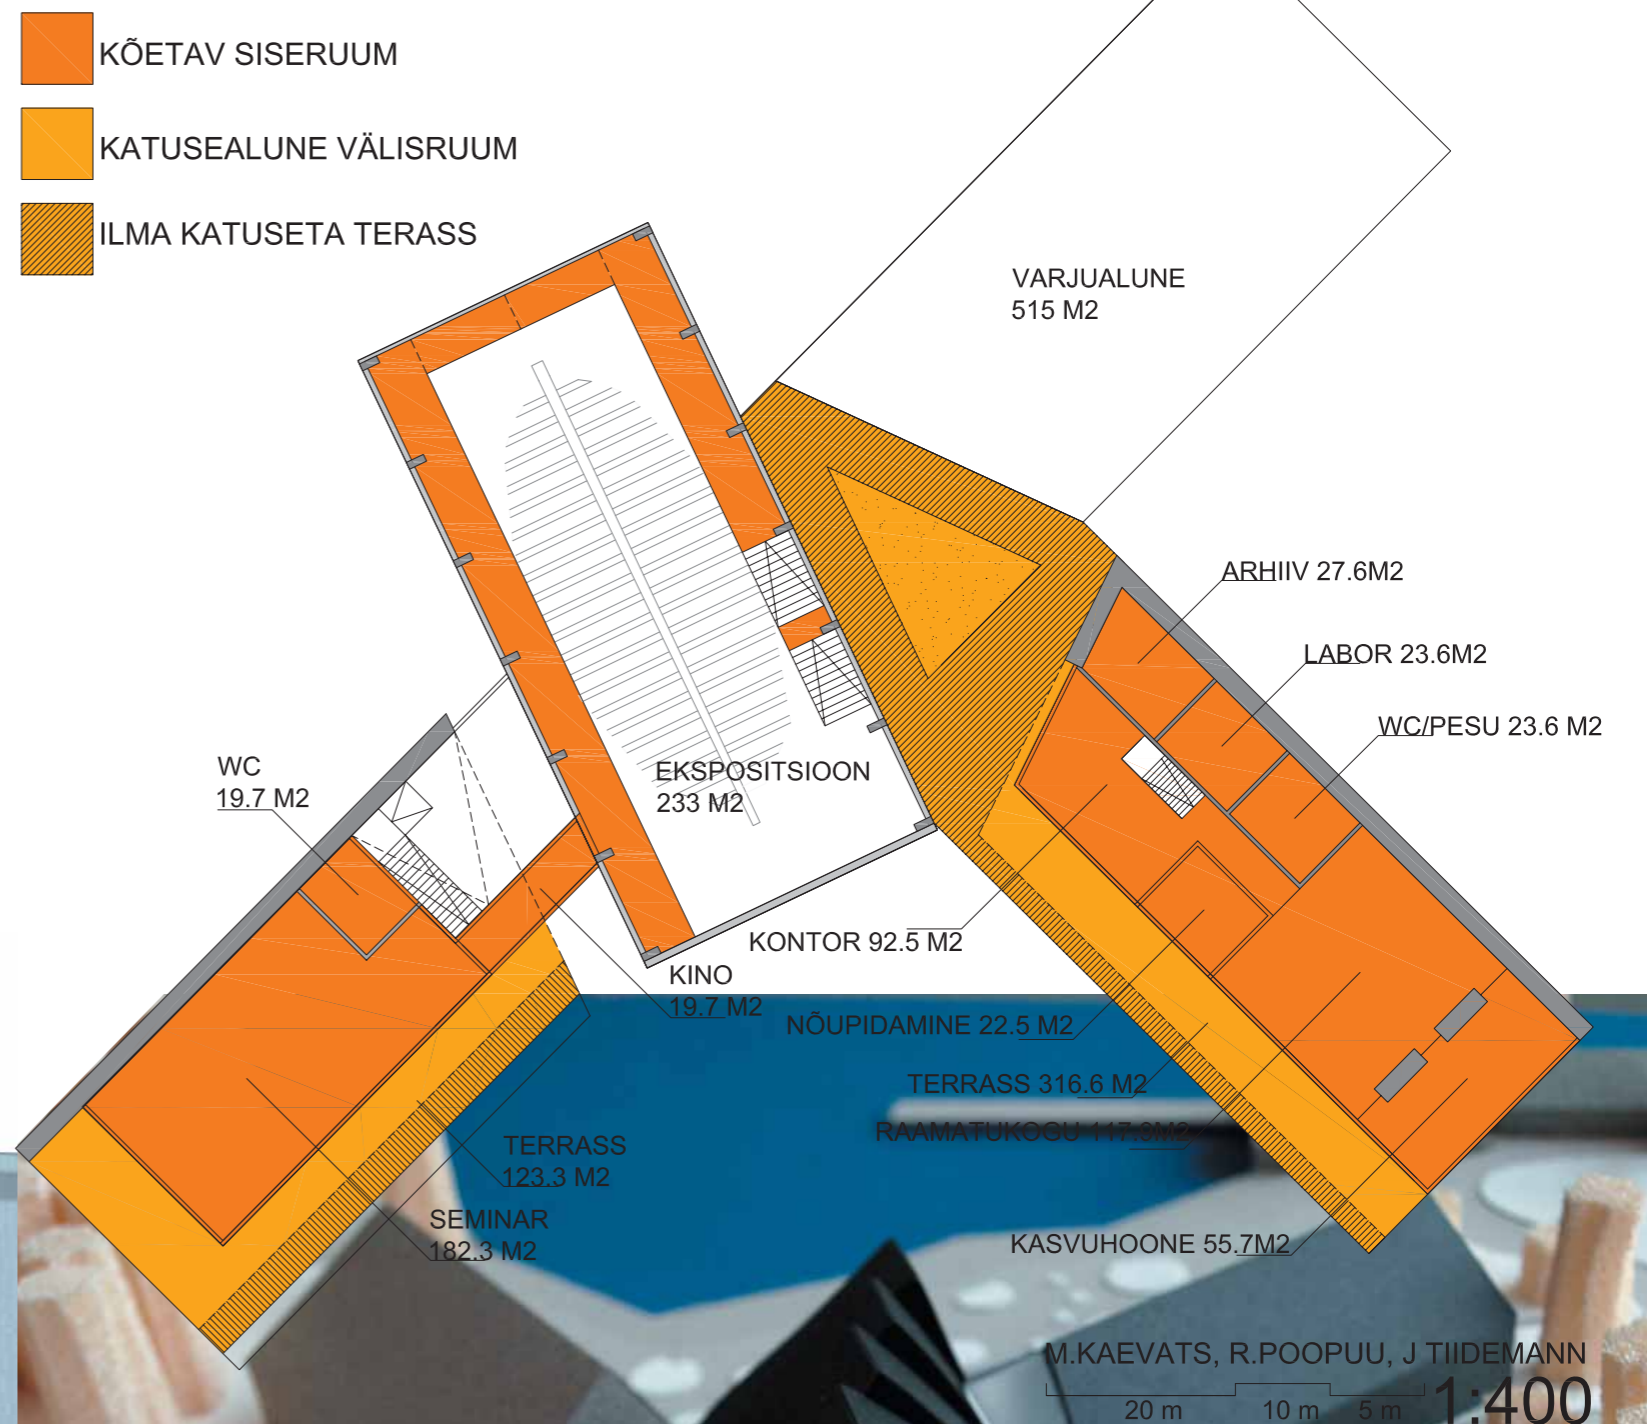 KÕETAV SISERUUM
KATUSEALUNE VÄLISRUUM
ILMA KATUSETA TERASS
VARJUALUNE
515 M2
ARHIIV 27.6M2
LABOR 23.6M2
WC/PESU 23.6 M2
WC
19.7 M2
EKSPOSITSIOON
233 M2
KONTOR 92.5 M2
KINO
19.7 M2
NÕUPIDAMINE 22.5 M2
TERRASS 316.6 M2
RAAMATUKOGU
TERRASS
123.3 M2
SEMINAR
182.3 M2
KASVUHOONE 55.7M2
M.KAEVATS, R.POOPUU, J TIIDEMANN
20 m 10 m 5 m 1:400